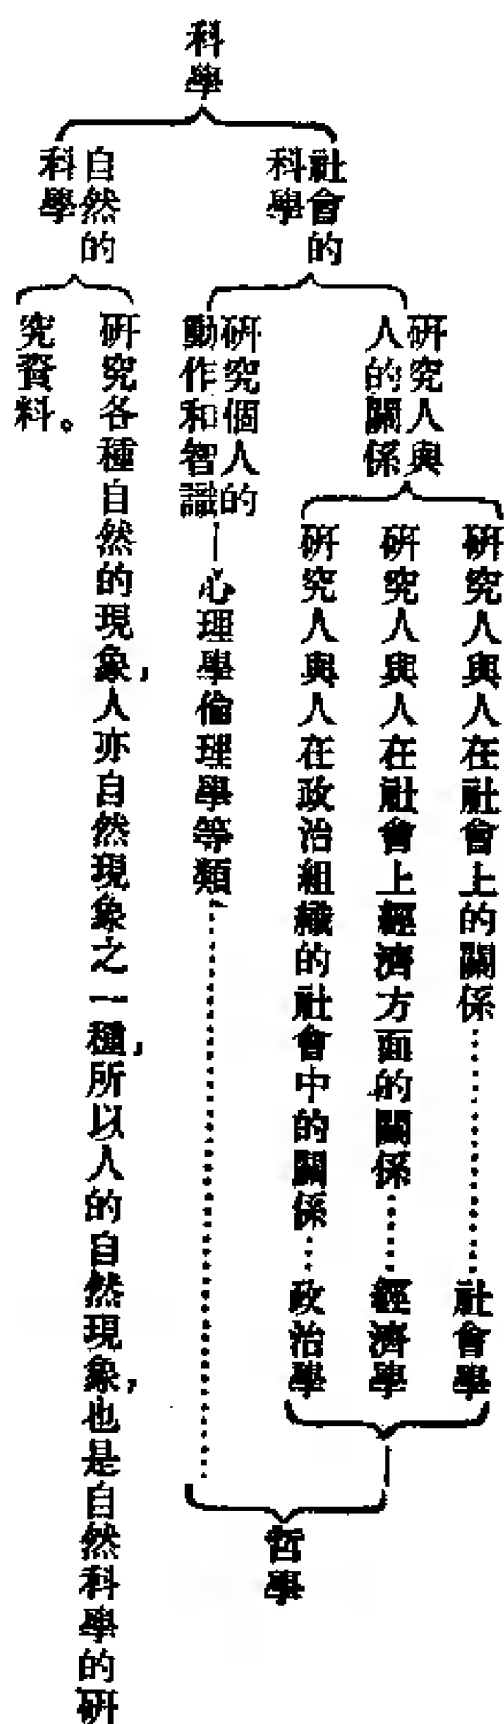 科學
社會的
科學
研究人與
人的關係
研究人與人在社會上的關係……社會學
研究人與人在社會上經濟方面的關係……經濟學
研究人與人在政治組織的社會中的關係…政治學
研究個人的
動作和智識—心理學倫理學等類……
哲學
自然的
科學
研究各種自然的現象，人亦自然現象之一種，所以人的自然現象，也是自然科學的研
究資料。